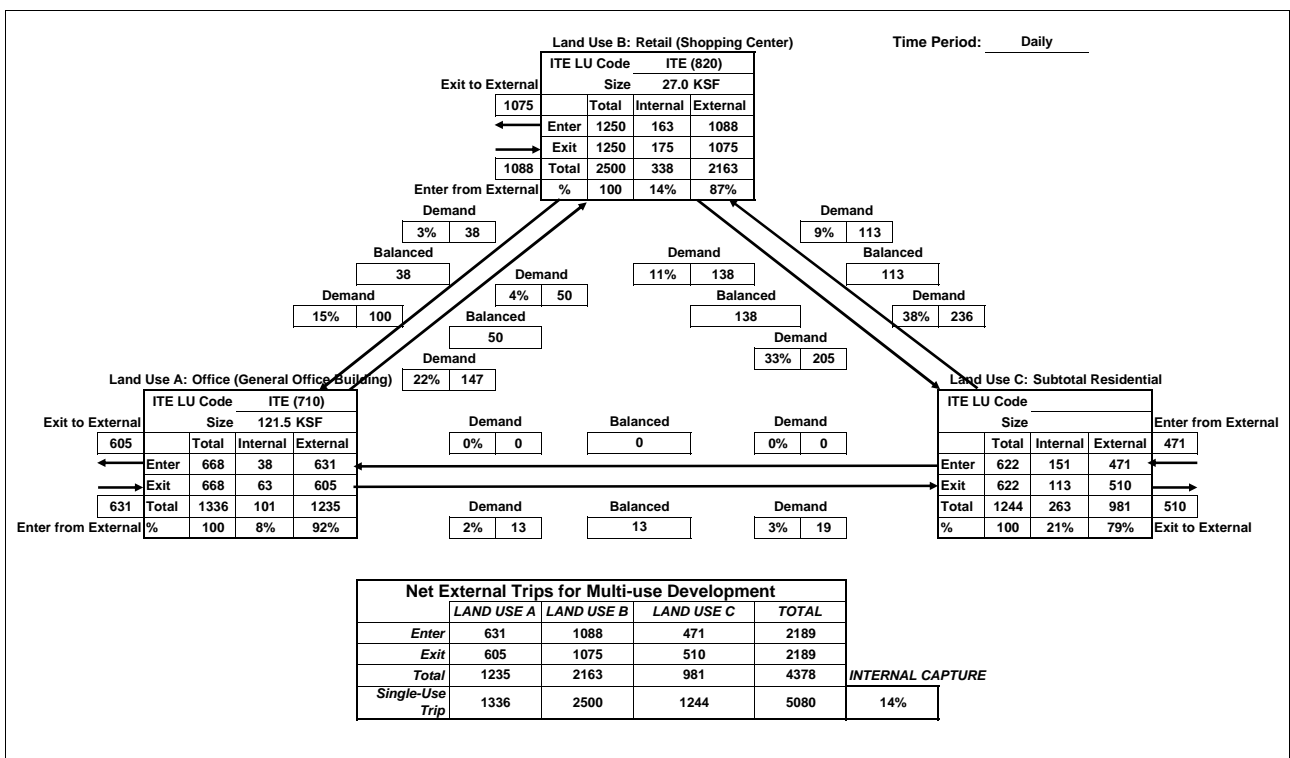 Land Use B: Retail (Shopping Center)
Time Period: Daily
ITE LU Code ITE (820)
Exit to External Size 27.0 KSF
1075 Total Internal External
Enter 1250 163 1088
Exit 1250 175 1075
1088 Total 2500 338 2163
Enter from External % 100 14% 87%
Demand Demand
3% 38 9% 113
Balanced Demand Balanced
38 Demand 11% 138 113
Demand 4% 50 Balanced Demand
15% 100 Balanced 138 38% 236
50 Demand
Demand 33% 205
Land Use A: Office (General Office Building) 22% 147 Land Use C: Subtotal Residential
ITE LU Code ITE (710) ITE LU Code
Exit to External Size 121.5 KSF Demand Balanced Demand Size Enter from External
605 Total Internal External 0% 0 0 0% 0 Total Internal External 471
Enter 668 38 631 Enter 622 151 471
Exit 668 63 605 Exit 622 113 510
631 Total 1336 101 1235 Demand Balanced Demand Total 1244 263 981 510
Enter from External % 100 8% 92% 2% 13 13 3% 19 % 100 21% 79% Exit to External
Net External Trips for Multi-use Development
LAND USE A LAND USE B LAND USE C TOTAL
Enter 631 1088 471 2189
Exit 605 1075 510 2189
Total 1235 2163 981 4378 INTERNAL CAPTURE
Single-Use
Trip 1336 2500 1244 5080 14%